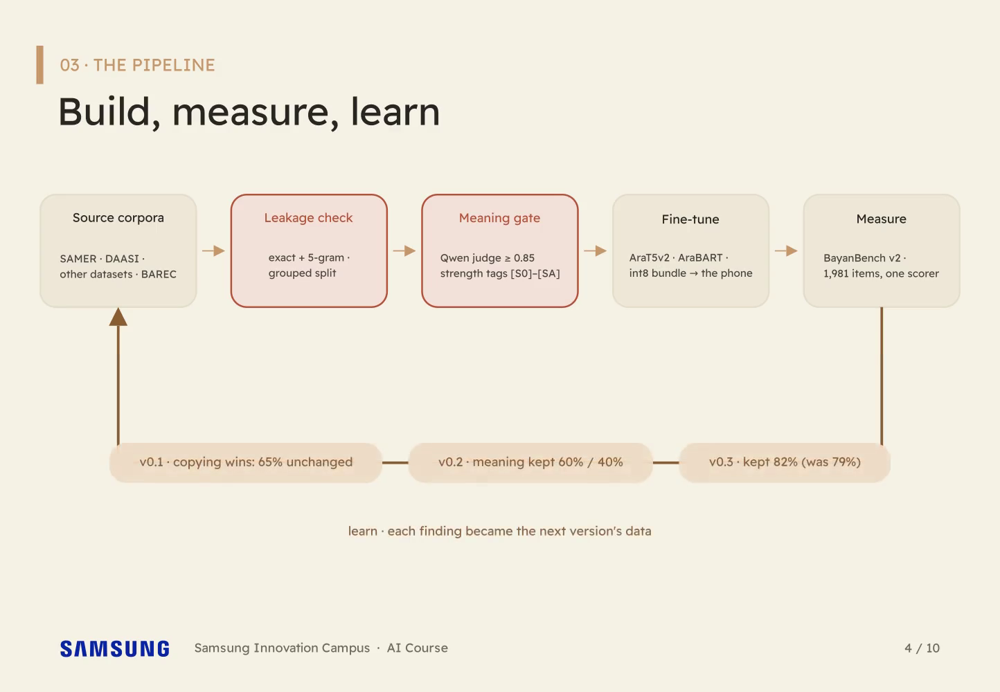 03 · THE PIPELINE
Build, measure, learn
Source corpora
SAMER · DAASI ·
other datasets · BAREC
Leakage check
exact + 5-gram ·
grouped split
Meaning gate
Qwen judge ≥ 0.85
strength tags [S0]–[SA]
Fine-tune
AraT5v2 · AraBART ·
int8 bundle → the phone
Measure
BayanBench v2 ·
1,981 items, one scorer
v0.1 · copying wins: 65% unchanged
v0.2 · meaning kept 60% / 40%
v0.3 · kept 82% (was 79%)
learn · each finding became the next version's data
SAMSUNG
Samsung Innovation Campus · AI Course
4 / 10